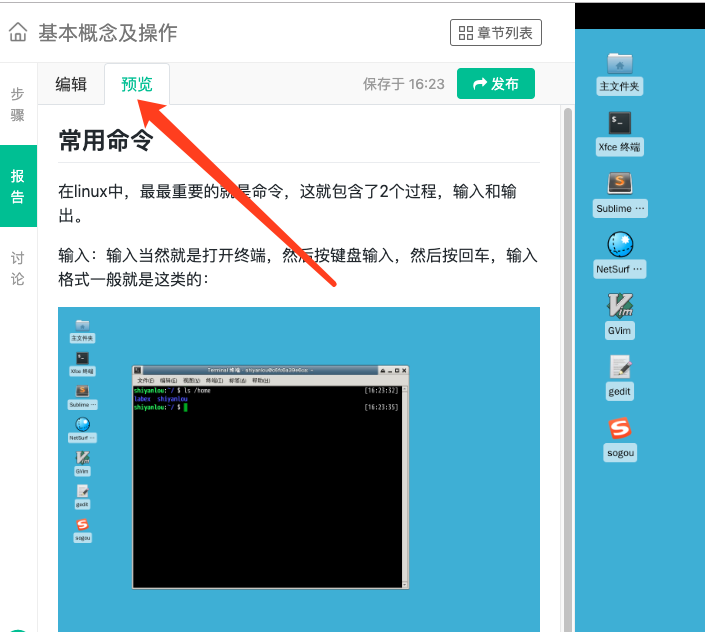 基本概念及操作
章节列表
步骤
编辑
预览
保存于 16:23
发布
报告
讨论
常用命令
在linux中，最最重要的就是命令，这就包含了2个过程，输入和输
出。
输入：输入当然就是打开终端，然后按键盘输入，然后按回车，输入
格式一般就是这类的：
主文件夹
Xfce 终端
Sublime ···
NetSurf ···
GVim
gedit
sogou
文件(F) 编辑(E) 视图(V) 终端(T) 标签(A) 帮助(H)
shiyanlou:~/ $ ls /home [16:23:32]
labex shiyanlou
shiyanlou:~/ $ [16:23:35]
主文件夹
Xfce 终端
Sublime ···
NetSurf ···
GVim
gedit
sogou